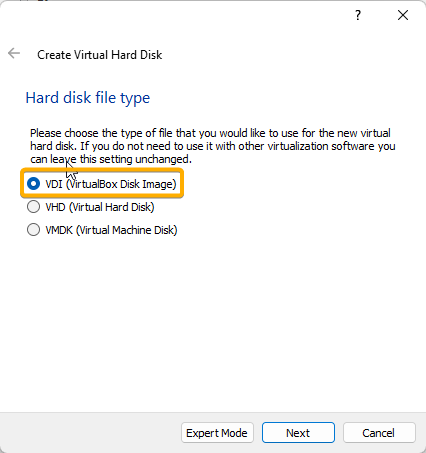 ?
Create Virtual Hard Disk
Hard disk file type
Please choose the type of file that you would like to use for the new virtual
hard disk. If you do not need to use it with other virtualization software you
can leave this setting unchanged.
VDI (VirtualBox Disk Image)
VHD (Virtual Hard Disk)
VMDK (Virtual Machine Disk)
Expert Mode Next Cancel